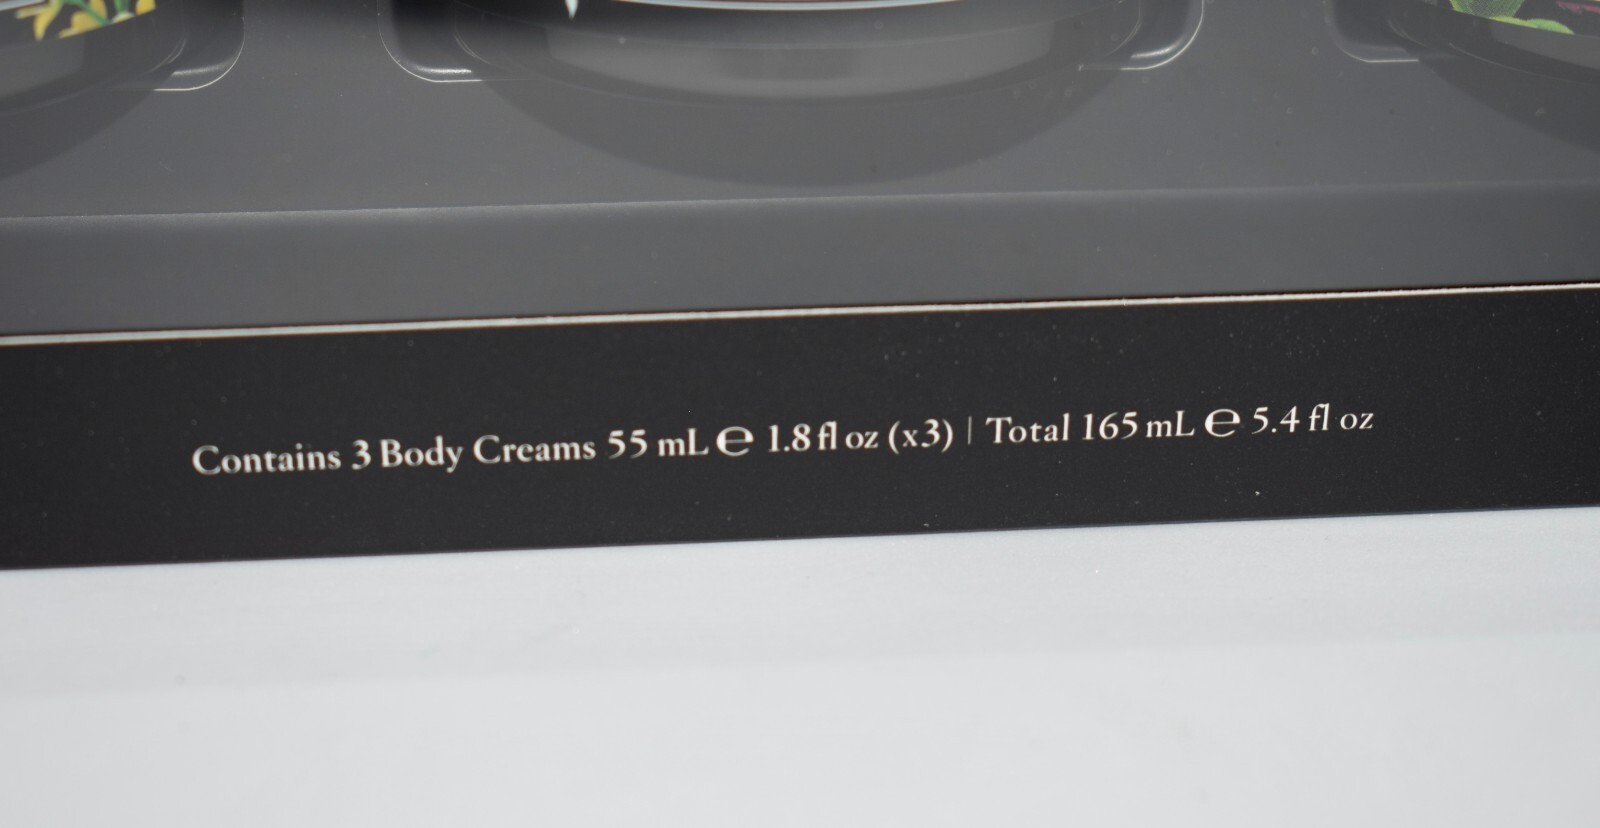 Contains 3 Body Creams 55 mL ℮ 1.8 fl oz (x3) | Total 165 mL ℮ 5.4 fl oz